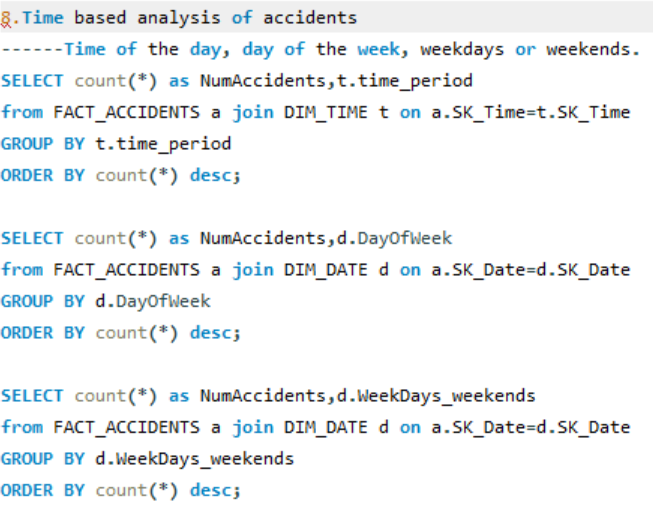 8.Time based analysis of accidents
------Time of the day, day of the week, weekdays or weekends.
SELECT count(*) as NumAccidents,t.time_period
from FACT_ACCIDENTS a join DIM_TIME t on a.SK_Time=t.SK_Time
GROUP BY t.time_period
ORDER BY count(*) desc;
SELECT count(*) as NumAccidents,d.DayOfWeek
from FACT_ACCIDENTS a join DIM_DATE d on a.SK_Date=d.SK_Date
GROUP BY d.DayOfWeek
ORDER BY count(*) desc;
SELECT count(*) as NumAccidents,d.WeekDays_weekends
from FACT_ACCIDENTS a join DIM_DATE d on a.SK_Date=d.SK_Date
GROUP BY d.WeekDays_weekends
ORDER BY count(*) desc;